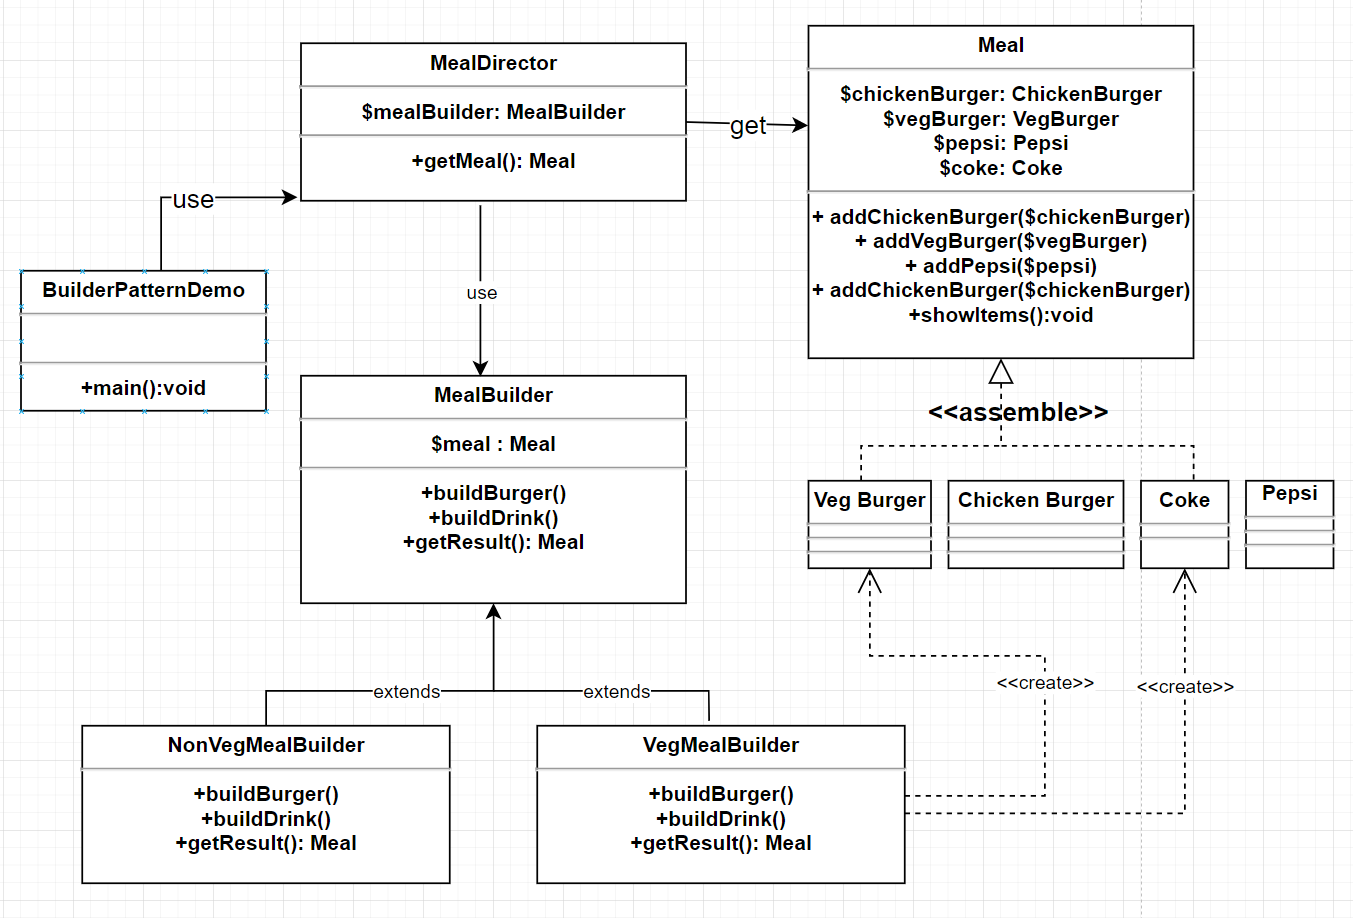 MealDirector
$mealBuilder: MealBuilder
+getMeal(): Meal
get
Meal
$chickenBurger: ChickenBurger
$vegBurger: VegBurger
$pepsi: Pepsi
$coke: Coke
+ addChickenBurger($chickenBurger)
+ addVegBurger($vegBurger)
+ addPepsi($pepsi)
+ addChickenBurger($chickenBurger)
+showItems():void
use
BuilderPatternDemo
+main():void
use
MealBuilder
$meal : Meal
+buildBurger()
+buildDrink()
+getResult(): Meal
<<assemble>>
Veg Burger
Chicken Burger
Coke
Pepsi
extends
extends
<<create>>
<<create>>
NonVegMealBuilder
+buildBurger()
+buildDrink()
+getResult(): Meal
VegMealBuilder
+buildBurger()
+buildDrink()
+getResult(): Meal